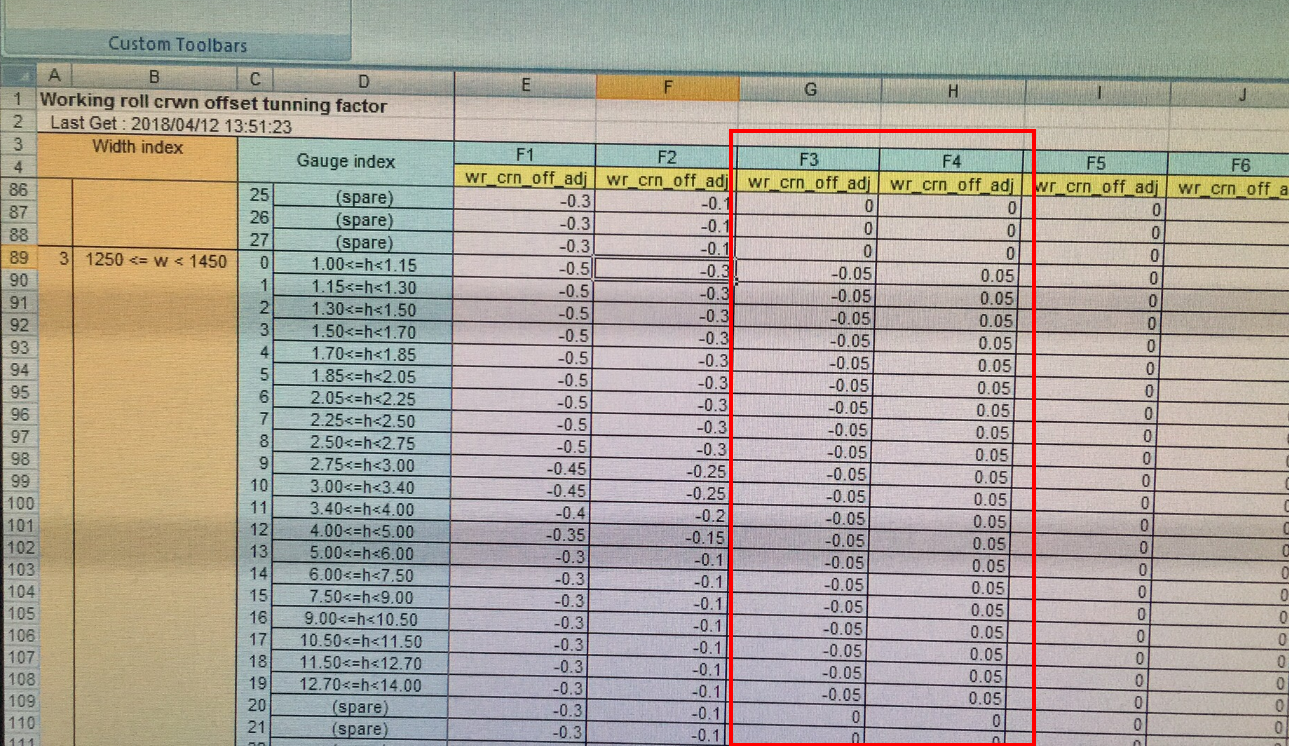 Custom Toolbars
A B C D E F G H I J
1 Working roll crwn offset tunning factor
2 Last Get : 2018/04/12 13:51:23
3 Width index Gauge index F1 F2 F3 F4 F5 F6
4 wr_crn_off_adj wr_crn_off_adj wr_crn_off_adj wr_crn_off_adj wr_crn_off_adj wr_crn_off_a
86 25 (spare) -0.3 -0.1 0 0 0
87 26 (spare) -0.3 -0.1 0 0 0
88 27 (spare) -0.3 -0.1 0 0 0
89 3 1250 <= w < 1450 0 1.00<=h<1.15 -0.5 -0.3 -0.05 0.05 0
90 1 1.15<=h<1.30 -0.5 -0.3 -0.05 0.05 0
91 2 1.30<=h<1.50 -0.5 -0.3 -0.05 0.05 0
92 3 1.50<=h<1.70 -0.5 -0.3 -0.05 0.05 0
93 4 1.70<=h<1.85 -0.5 -0.3 -0.05 0.05 0
94 5 1.85<=h<2.05 -0.5 -0.3 -0.05 0.05 0
95 6 2.05<=h<2.25 -0.5 -0.3 -0.05 0.05 0
96 7 2.25<=h<2.50 -0.5 -0.3 -0.05 0.05 0
97 8 2.50<=h<2.75 -0.5 -0.3 -0.05 0.05 0
98 9 2.75<=h<3.00 -0.45 -0.25 -0.05 0.05 0
99 10 3.00<=h<3.40 -0.45 -0.25 -0.05 0.05 0
100 11 3.40<=h<4.00 -0.4 -0.2 -0.05 0.05 0 0
101 12 4.00<=h<5.00 -0.35 -0.15 -0.05 0.05 0 0
102 13 5.00<=h<6.00 -0.3 -0.1 -0.05 0.05 0 0
103 14 6.00<=h<7.50 -0.3 -0.1 -0.05 0.05 0 0
104 15 7.50<=h<9.00 -0.3 -0.1 -0.05 0.05 0 0
105 16 9.00<=h<10.50 -0.3 -0.1 -0.05 0.05 0 0
106 17 10.50<=h<11.50 -0.3 -0.1 -0.05 0.05 0 0
107 18 11.50<=h<12.70 -0.3 -0.1 -0.05 0.05 0 0
108 19 12.70<=h<14.00 -0.3 -0.1 -0.05 0.05 0 0
109 20 (spare) -0.3 -0.1 0 0 0 0
110 21 (spare) -0.3 -0.1 0 0 0 0